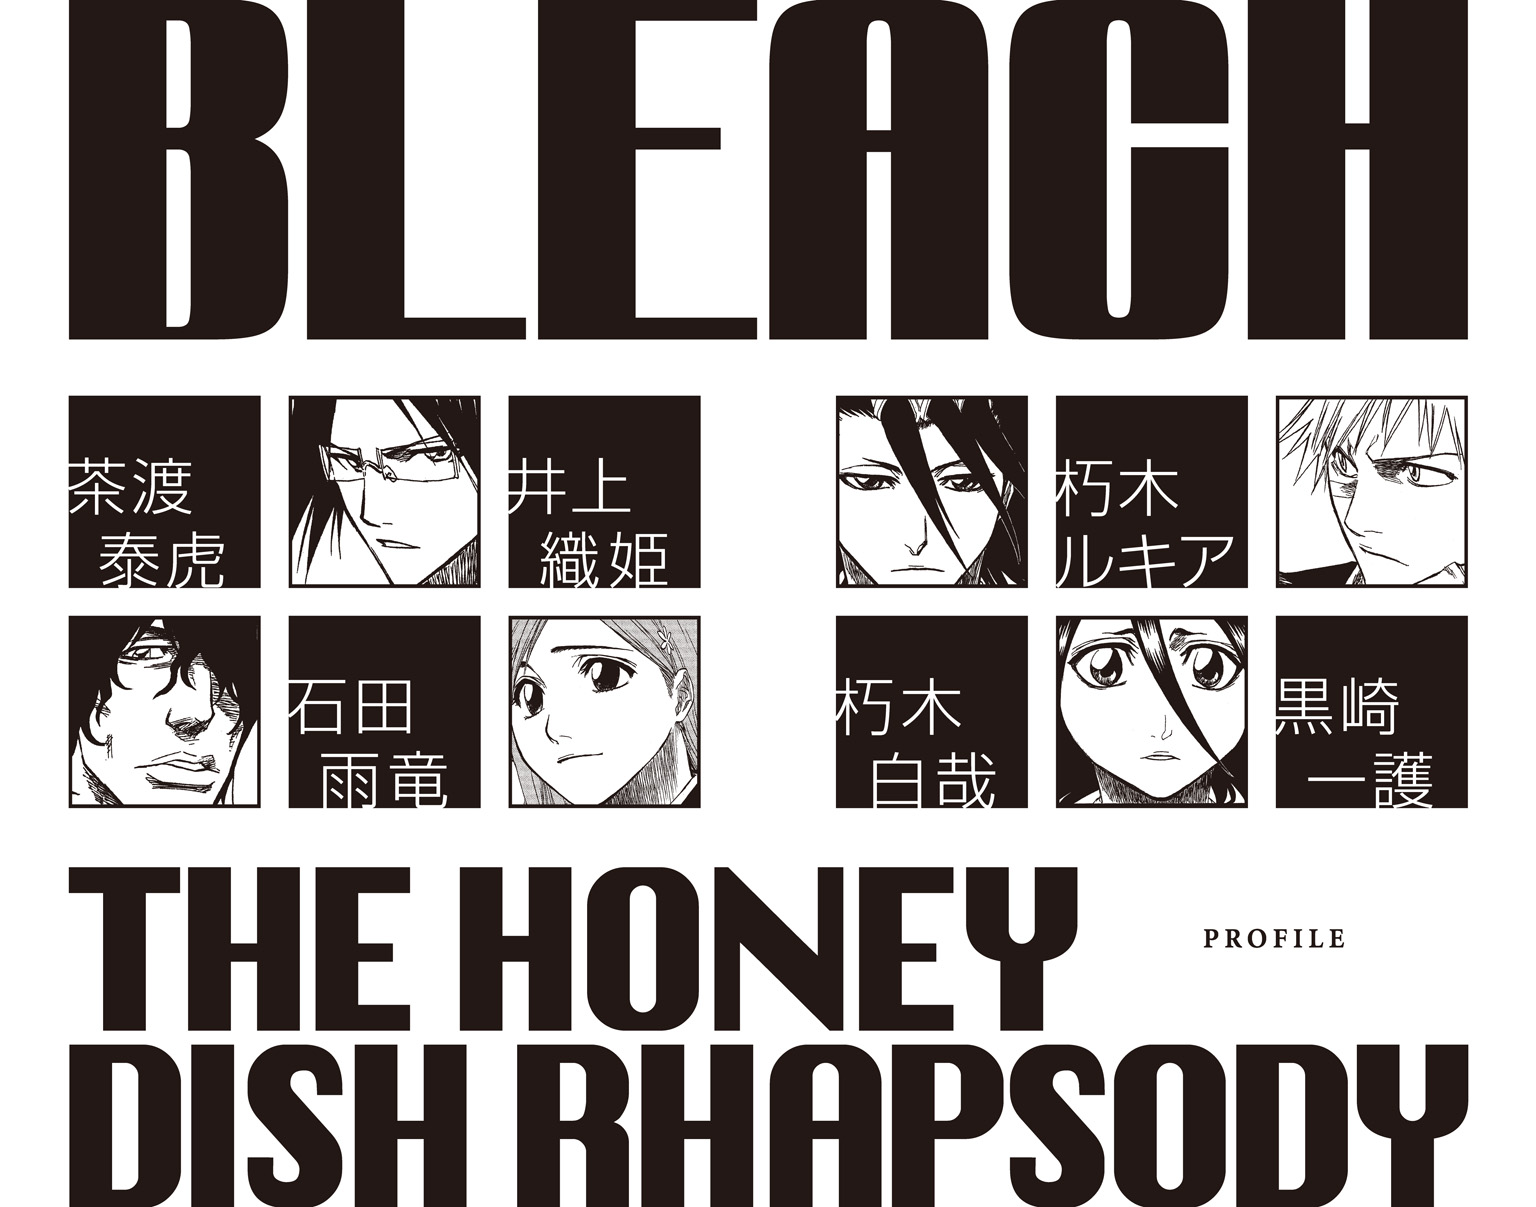 BLEACH
茶渡
泰虎
井上
織姫
朽木
ルキア
石田
雨竜
朽木
白哉
黒崎
一護
THE HONEY
PROFILE
DISH RHAPSODY